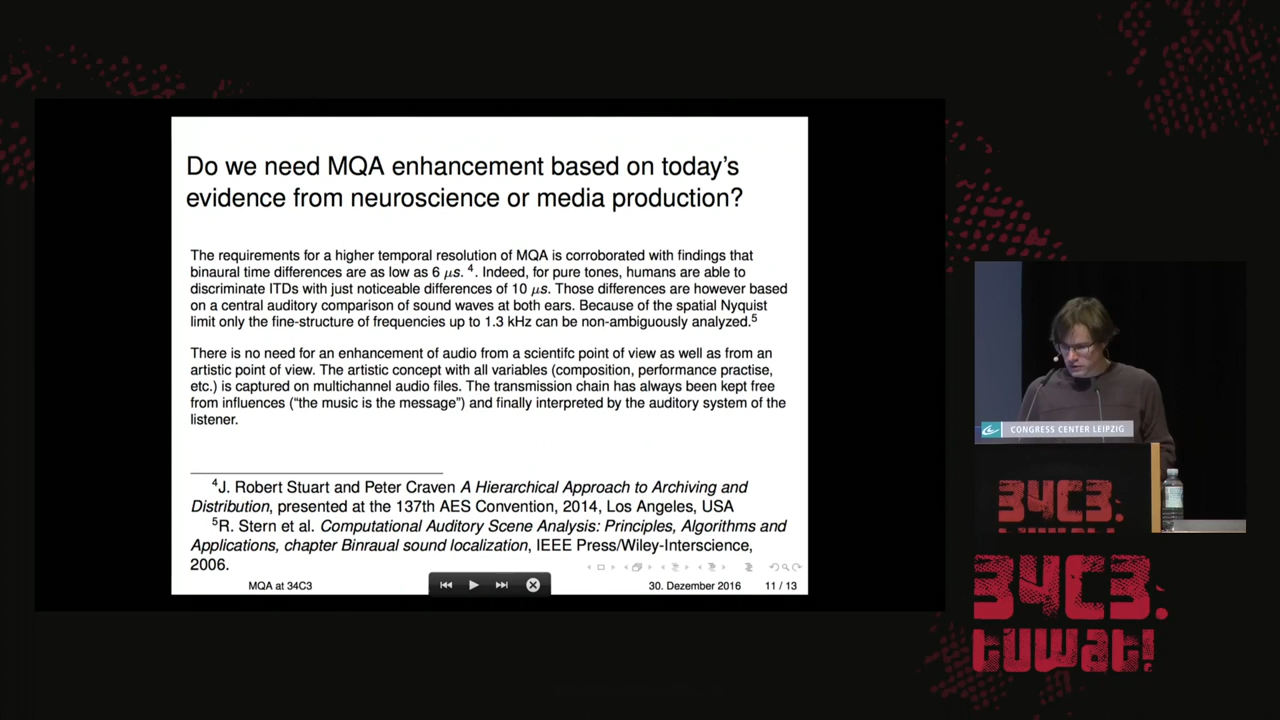 Do we need MQA enhancement based on today's
evidence from neuroscience or media production?
The requirements for a higher temporal resolution of MQA is corroborated with findings that
binaural time differences are as low as 6 μs. 4. Indeed, for pure tones, humans are able to
discriminate ITDs with just noticeable differences of 10 μs. Those differences are however based
on a central auditory comparison of sound waves at both ears. Because of the spatial Nyquist
limit only the fine-structure of frequencies up to 1.3 kHz can be non-ambiguously analyzed.5
There is no need for an enhancement of audio from a scientifc point of view as well as from an
artistic point of view. The artistic concept with all variables (composition, performance practise,
etc.) is captured on multichannel audio files. The transmission chain has always been kept free
from influences ("the music is the message") and finally interpreted by the auditory system of the
listener.
4J. Robert Stuart and Peter Craven A Hierarchical Approach to Archiving and
Distribution, presented at the 137th AES Convention, 2014, Los Angeles, USA
5R. Stern et al. Computational Auditory Scene Analysis: Principles, Algorithms and
Applications, chapter Binraual sound localization, IEEE Press/Wiley-Interscience,
2006.
MQA at 34C3
30. Dezember 2016
11 / 13
CONGRESS CENTER LEIPZIG
34C3.
34C3.
tuwat!